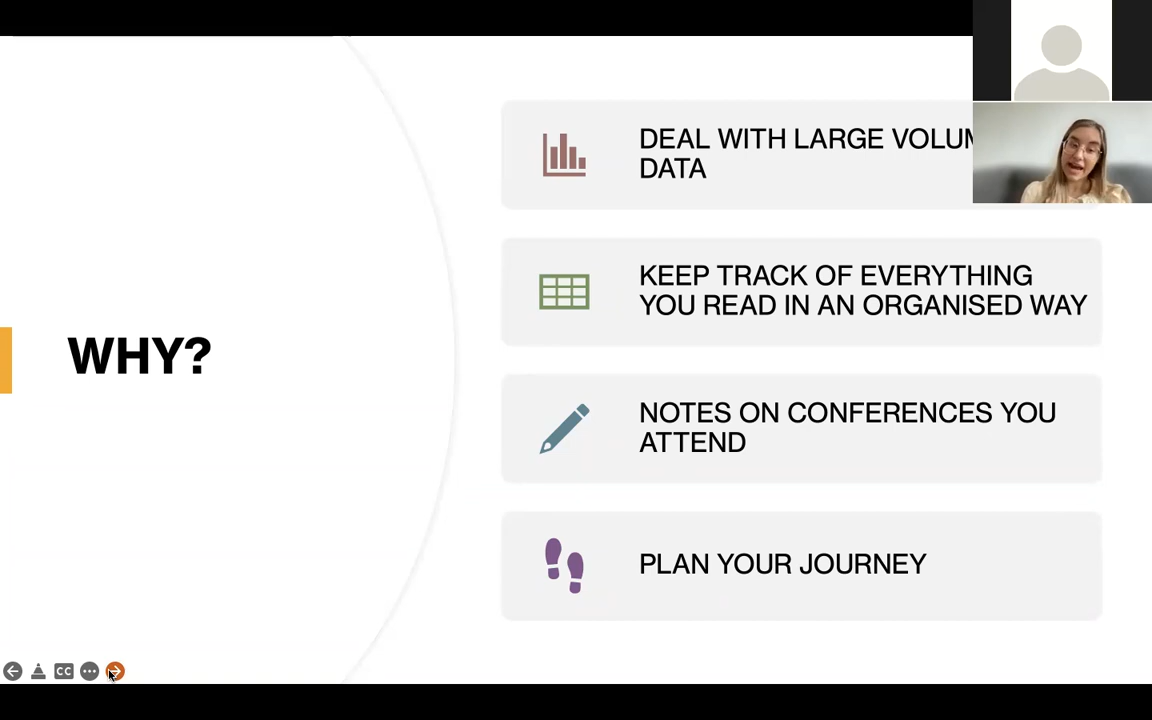 WHY?
DEAL WITH LARGE
DATA
KEEP TRACK OF EVERYTHING
YOU READ IN AN ORGANISED WAY
NOTES ON CONFERENCES YOU
ATTEND
PLAN YOUR JOURNEY
CC